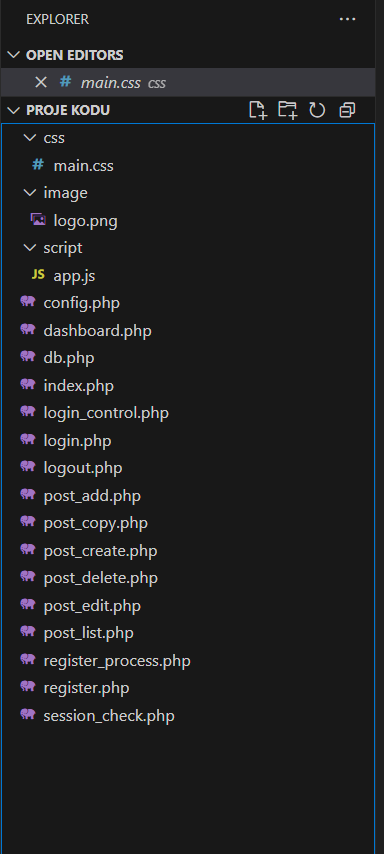 EXPLORER
OPEN EDITORS
main.css css
PROJE KODU
css
main.css
image
logo.png
script
JS app.js
config.php
dashboard.php
db.php
index.php
login_control.php
login.php
logout.php
post_add.php
post_copy.php
post_create.php
post_delete.php
post_edit.php
post_list.php
register_process.php
register.php
session_check.php